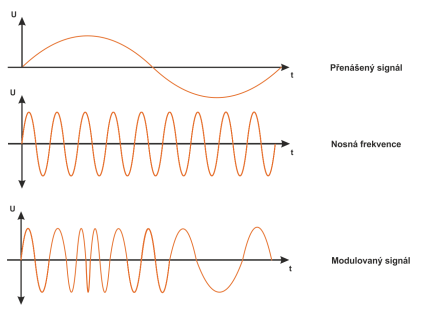 U
t
Přenášený signál
U
t
Nosná frekvence
U
t
Modulovaný signál